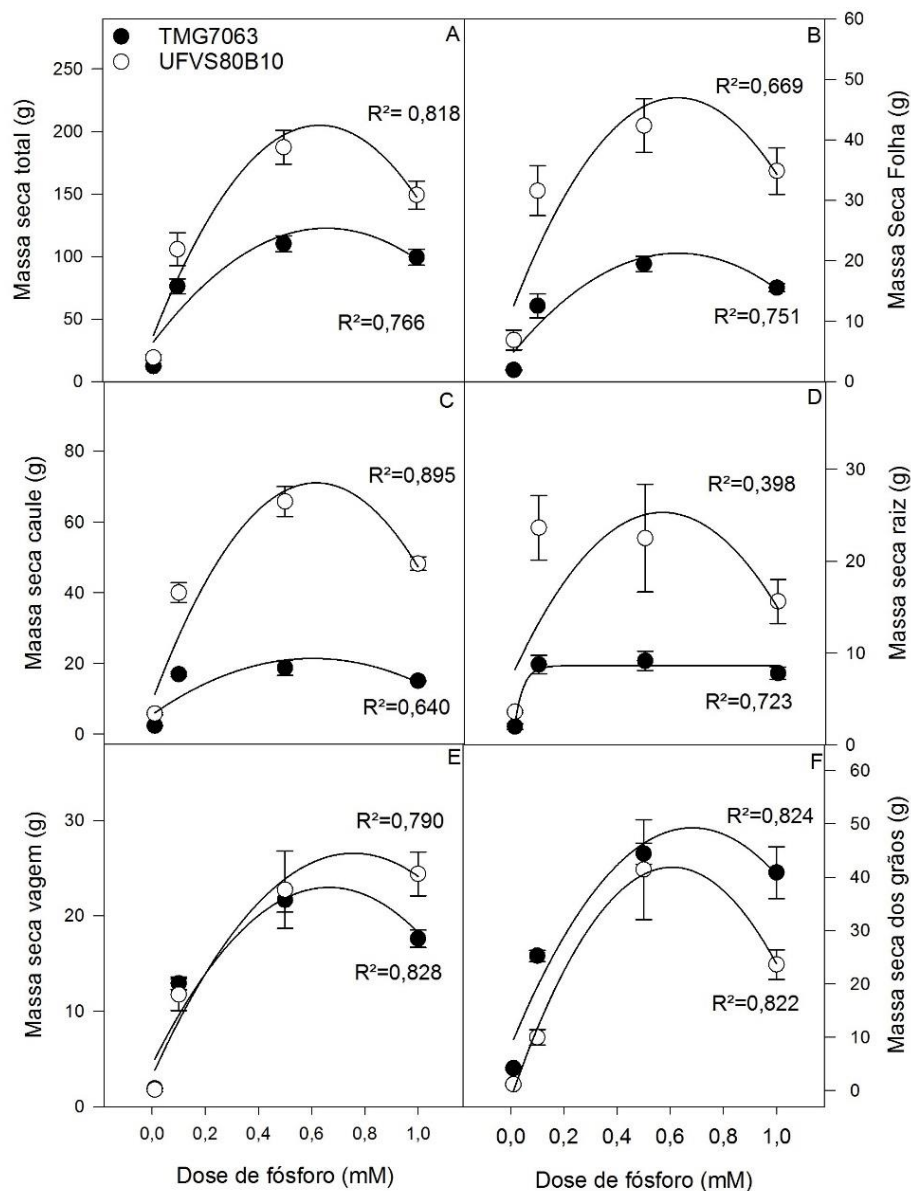 TMG7063
UFVS80B10
A
250
200
150
100
50
0
Massa seca total (g)
R²= 0,818
R²=0,766
B
60
50
40
30
20
10
0
Massa Seca Folha (g)
R²=0,669
R²=0,751
C
80
60
40
20
0
Maasa seca caule (g)
R²=0,895
R²=0,640
D
30
20
10
0
Masssa seca raiz (g)
R²=0,398
R²=0,723
E
30
20
10
0
Massa seca vagem (g)
R²=0,790
R²=0,828
F
60
50
40
30
20
10
0
Massa seca dos grãos (g)
R²=0,824
R²=0,822
0,0 0,2 0,4 0,6 0,8 1,0
Dose de fósforo (mM)
0,0 0,2 0,4 0,6 0,8 1,0
Dose de fósforo (mM)